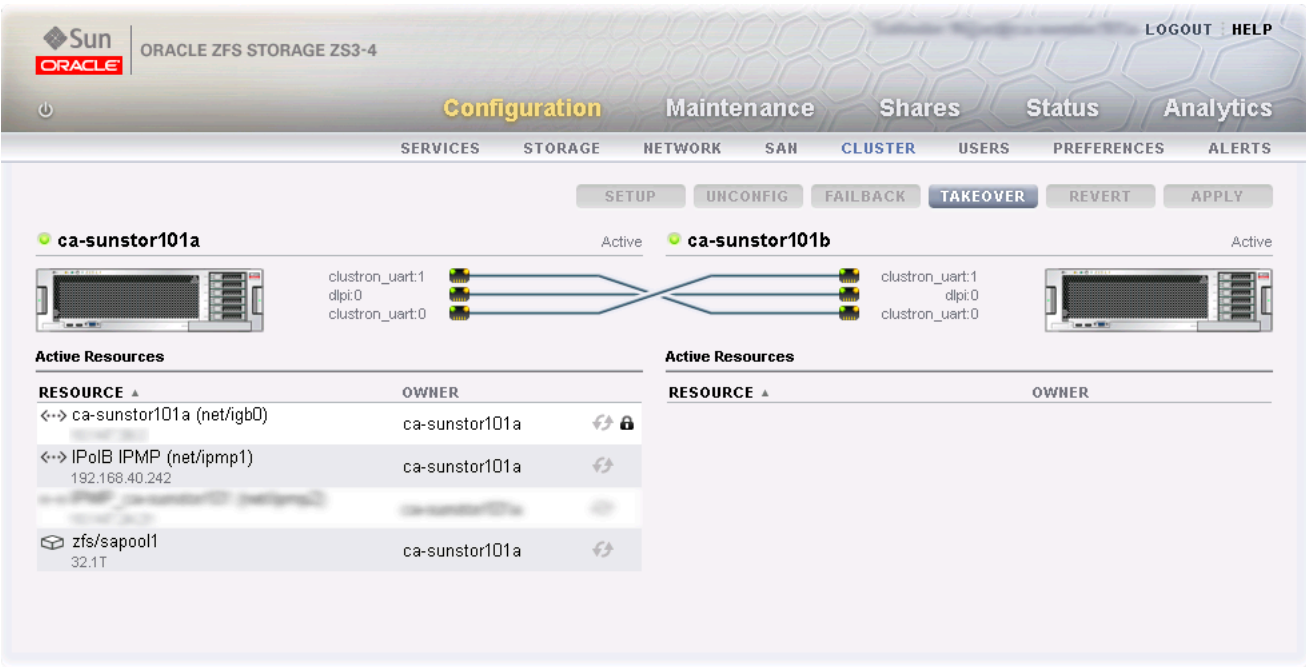 Sun
ORACLE
ORACLE ZFS STORAGE ZS3-4
LOGOUT HELP
Configuration Maintenance Shares Status Analytics
SERVICES STORAGE NETWORK SAN CLUSTER USERS PREFERENCES ALERTS
SETUP UNCONFIG FAILBACK TAKEOVER REVERT APPLY
ca-sunstor101a Active ca-sunstor101b Active
clustron_uart:1 clustron_uart:1
dlpi:0 dlpi:0
clustron_uart:0 clustron_uart:0
Active Resources Active Resources
RESOURCE ▲ OWNER RESOURCE ▲ OWNER
ca-sunstor101a (net/igb0) ca-sunstor101a
IPoIB IPMP (net/ipmp1) ca-sunstor101a
192.168.40.242
zfs/sapool1 ca-sunstor101a
32.1T